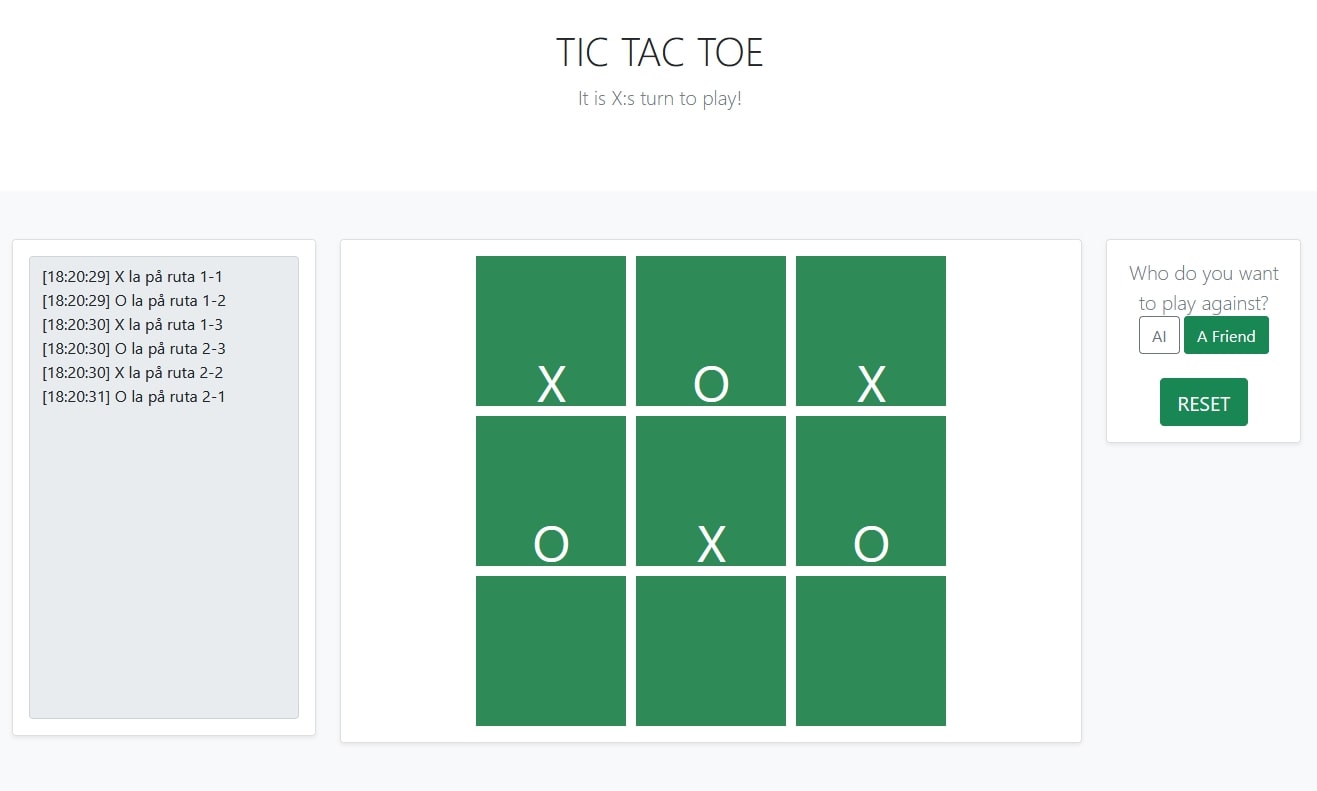 TIC TAC TOE
It is X:s turn to play!
[18:20:29] X la på ruta 1-1
[18:20:29] O la på ruta 1-2
[18:20:30] X la på ruta 1-3
[18:20:30] O la på ruta 2-3
[18:20:30] X la på ruta 2-2
[18:20:31] O la på ruta 2-1
X O X
O X O
Who do you want
to play against?
AI A Friend
RESET